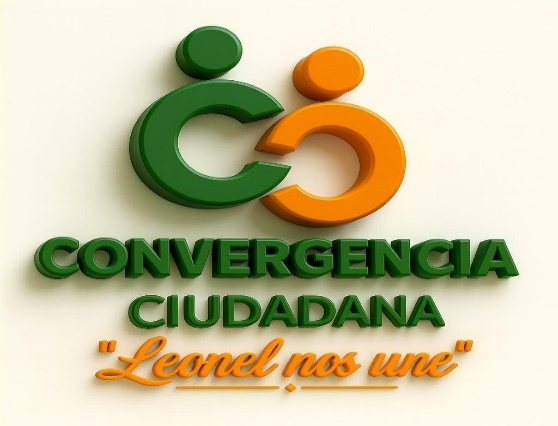 CONVERGENCIA
CIUDADANA
"Leonel nos une"